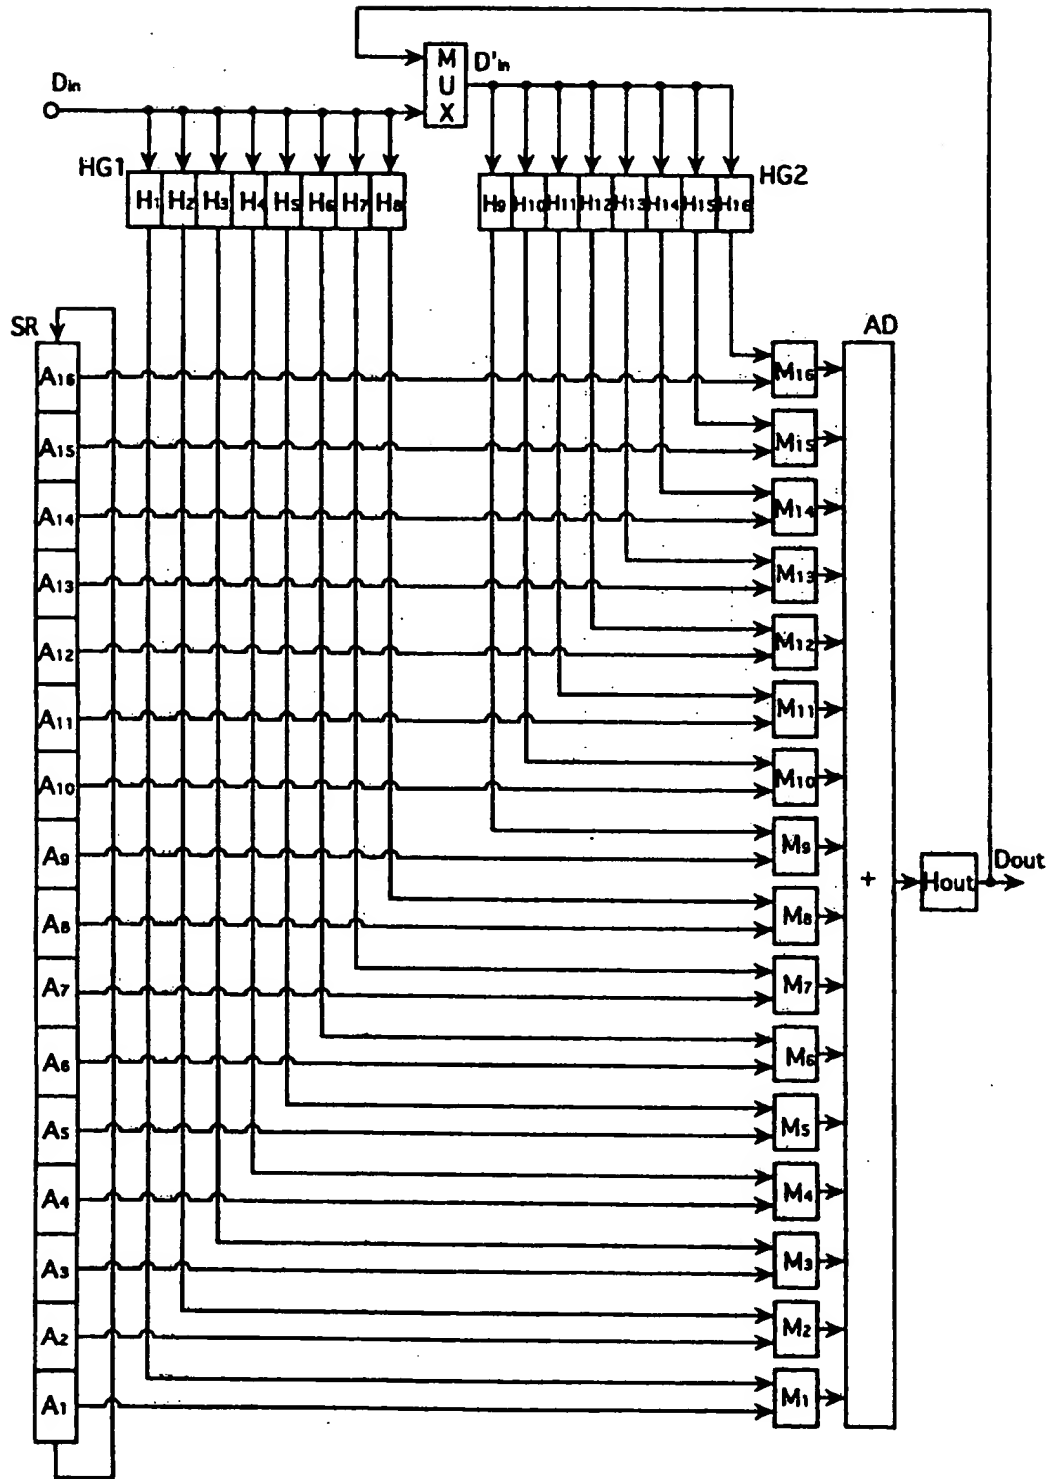 Din
MUX
D'in
HG1
H1 H2 H3 H4 H5 H6 H7 H8
H9 H10 H11 H12 H13 H14 H15 H16
HG2
SR
AD
A16
M16
A15
M15
A14
M14
A13
M13
A12
M12
A11
M11
A10
M10
A9
M9
+
Hout
Dout
A8
M8
A7
M7
A6
M6
A5
M5
A4
M4
A3
M3
A2
M2
A1
M1